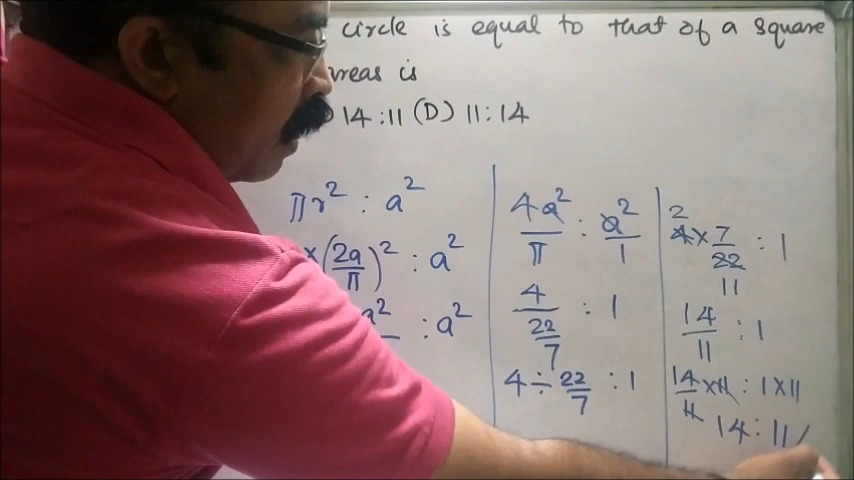 circle is equal to that of a square
reas is
14:11 (D) 11:14
πr² : a²
×(2a/π)² : a²
a² : a²
4a²/π : a²/1
4/(22/7) : 1
4 ÷ 22/7 : 1
2
4 × 7/22 : 1
11
14/11 : 1
14/11 × 11 : 1×11
14:11